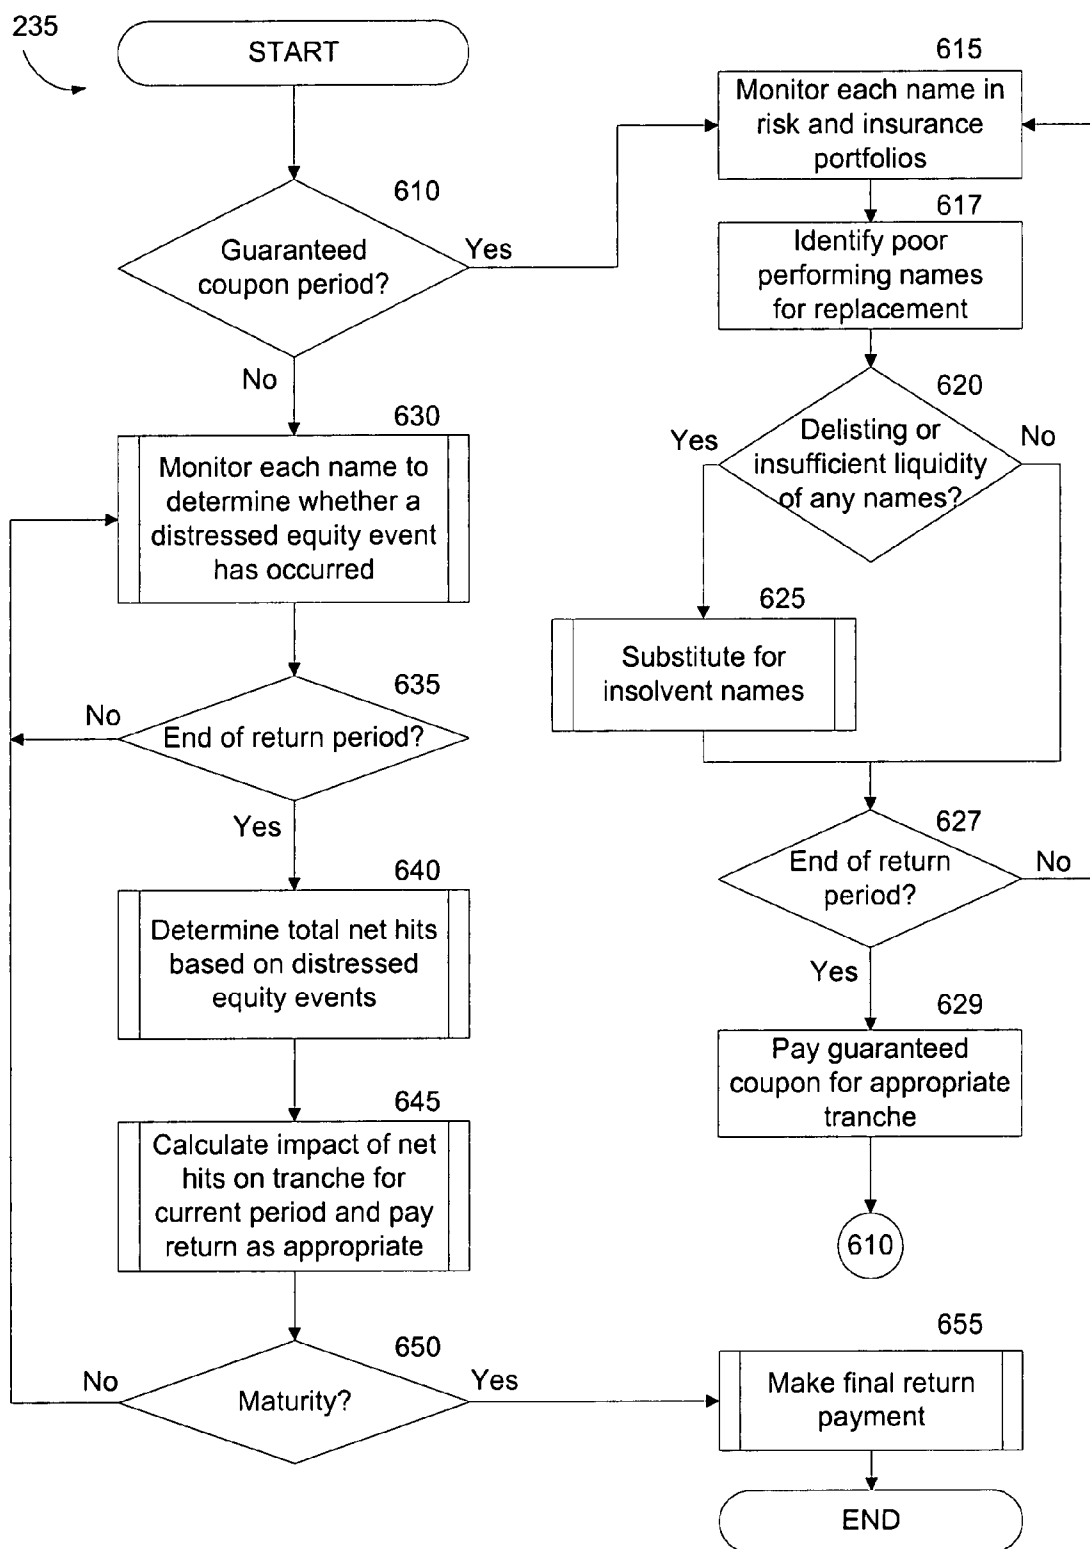 235
START
610
Guaranteed
coupon period?
Yes
No
615
Monitor each name in
risk and insurance
portfolios
617
Identify poor
performing names
for replacement
620
Delisting or
insufficient liquidity
of any names?
Yes
No
625
Substitute for
insolvent names
627
End of return
period?
No
Yes
629
Pay guaranteed
coupon for appropriate
tranche
610
630
Monitor each name to
determine whether a
distressed equity event
has occurred
635
End of return period?
No
Yes
640
Determine total net hits
based on distressed
equity events
645
Calculate impact of net
hits on tranche for
current period and pay
return as appropriate
650
Maturity?
No
Yes
655
Make final return
payment
END